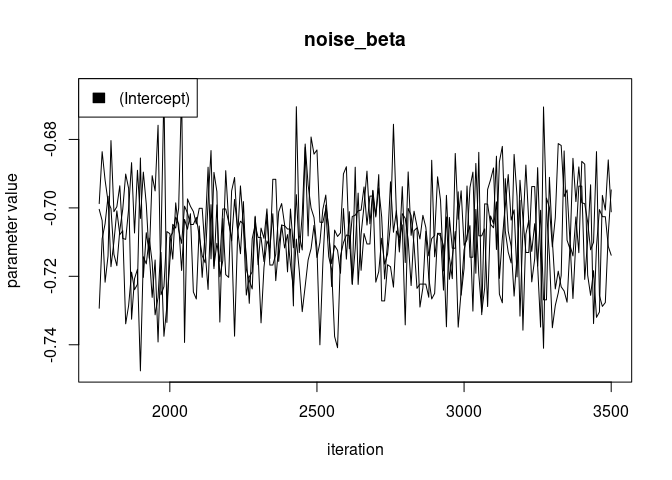 noise_beta
(Intercept)
parameter value
-0.68
-0.70
-0.72
-0.74
2000 2500 3000 3500
iteration